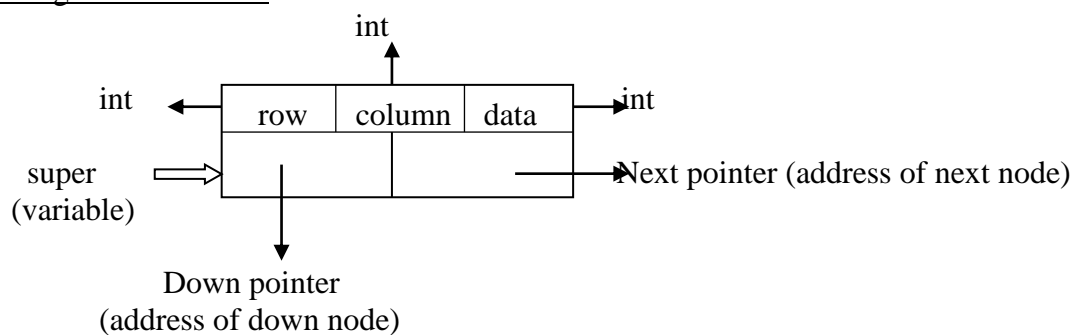 int
int
int
row column data
super
(variable)
Next pointer (address of next node)
Down pointer
(address of down node)